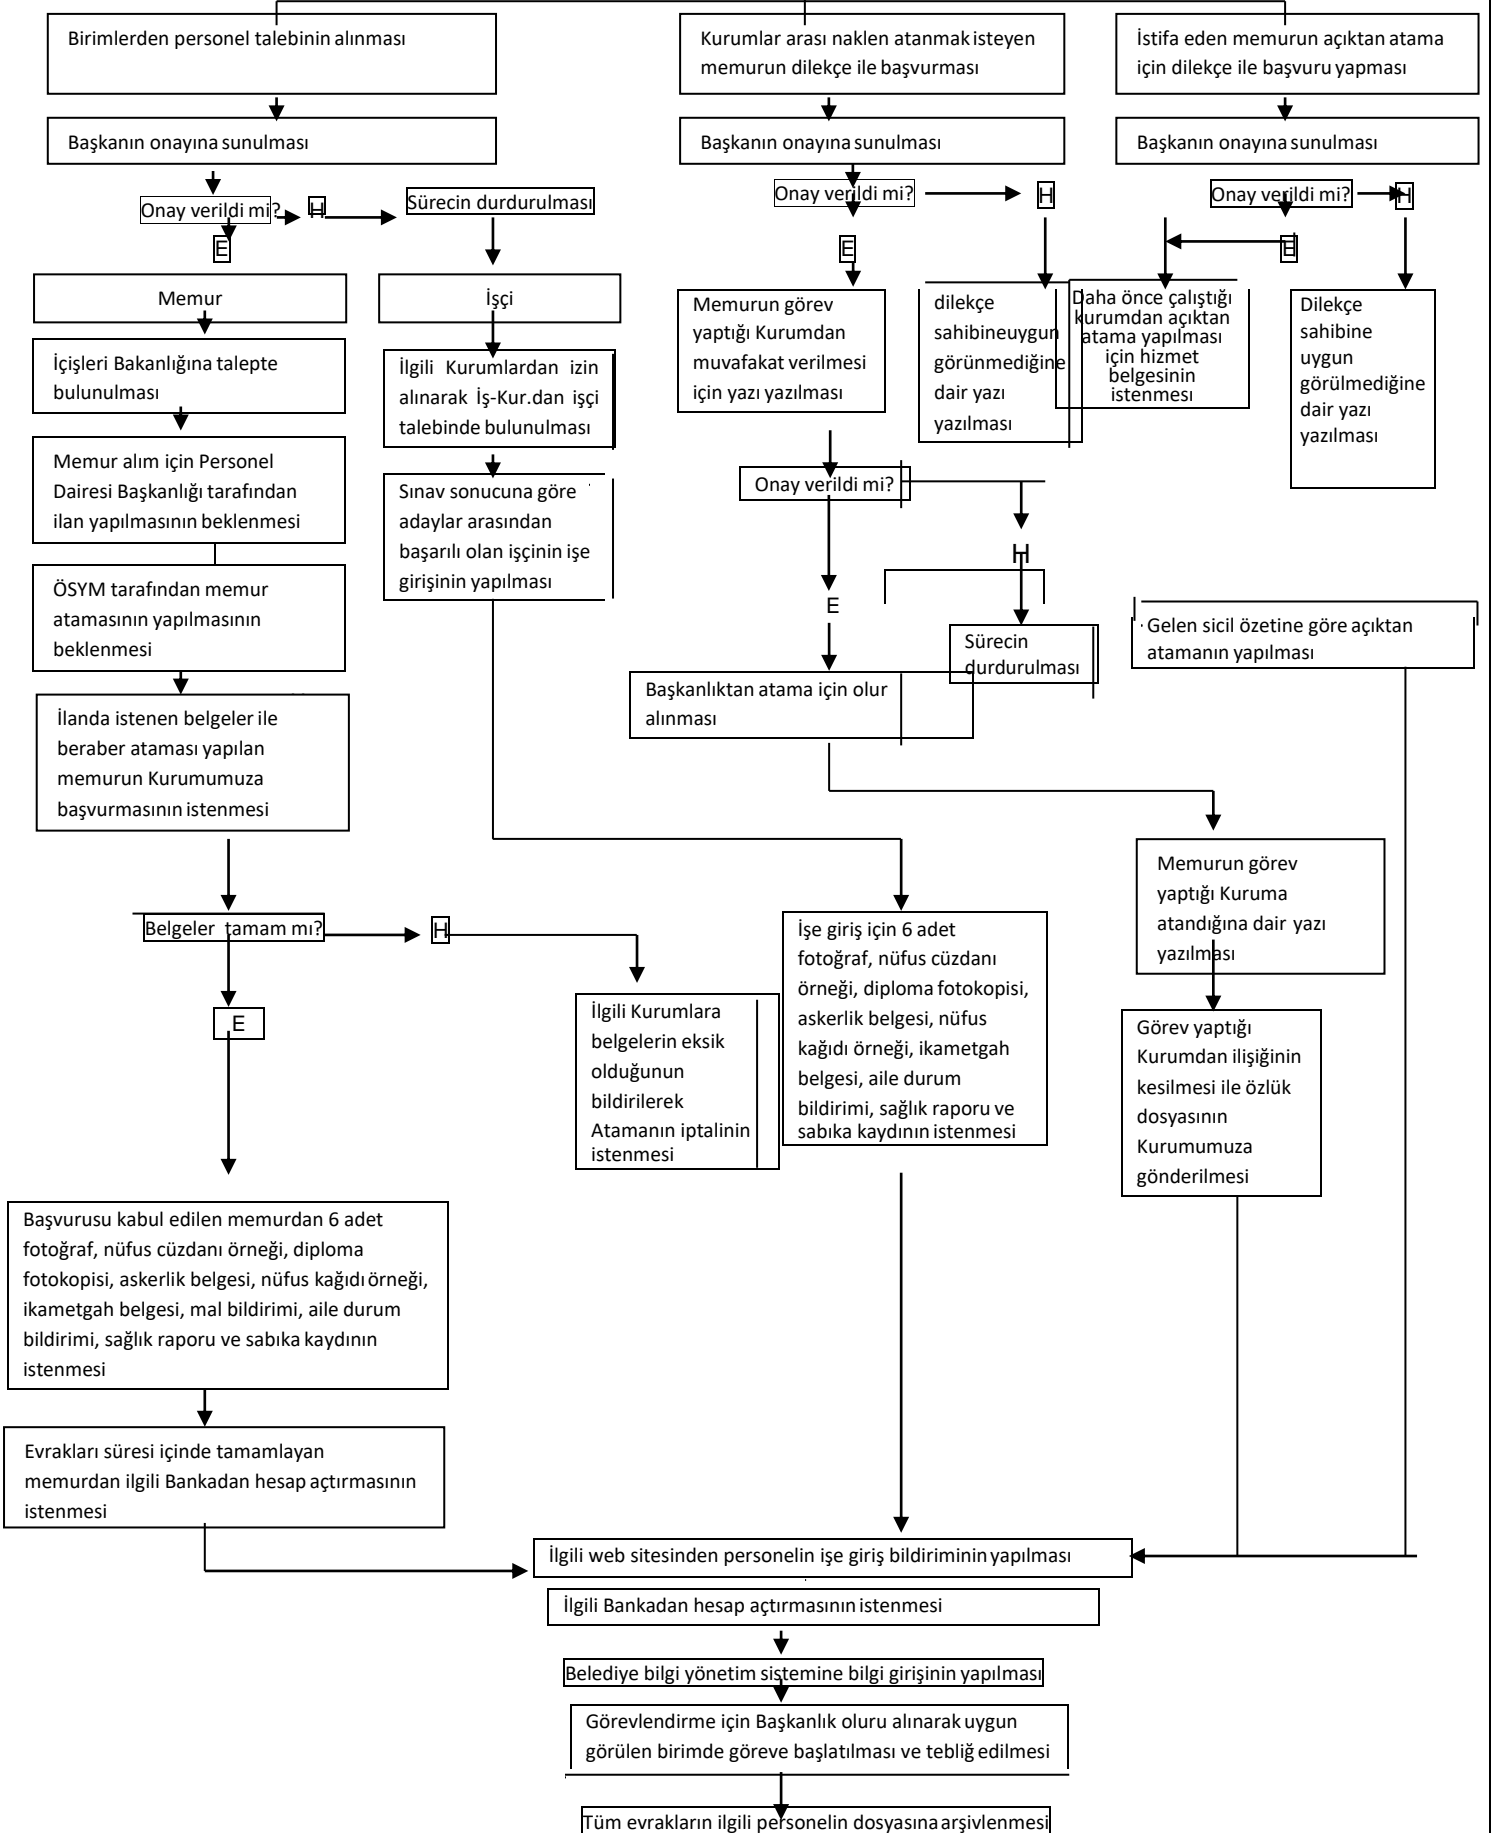 Birimlerden personel talebinin alınması
Kurumlar arası naklen atanmak isteyen
memurun dilekçe ile başvurması
İstifa eden memurun açıktan atama
için dilekçe ile başvuru yapması
Başkanın onayına sunulması
Başkanın onayına sunulması
Başkanın onayına sunulması
Onay verildi mi?
H
Sürecin durdurulması
Onay verildi mi?
H
Onay verildi mi?
H
E
E
E
Memur
İşçi
Memurun görev
yaptığı Kurumdan
muvafakat verilmesi
için yazı yazılması
dilekçe
sahibine uygun
görünmediğine
dair yazı
yazılması
Daha önce çalıştığı
kurumdan açıktan
atama yapılması
için hizmet
belgesinin
istenmesi
Dilekçe
sahibine
uygun
görülmediğine
dair yazı
yazılması
İçişleri Bakanlığına talepte
bulunulması
İlgili Kurumlardan izin
alınarak İş-Kur.dan işçi
talebinde bulunulması
Memur alım için Personel
Dairesi Başkanlığı tarafından
ilan yapılmasının beklenmesi
Sınav sonucuna göre
adaylar arasından
başarılı olan işçinin işe
girişinin yapılması
Onay verildi mi?
H
E
ÖSYM tarafından memur
atamasının yapılmasının
beklenmesi
Sürecin
durdurulması
Gelen sicil özetine göre açıktan
atamanın yapılması
Başkanlıktan atama için olur
alınması
İlanda istenen belgeler ile
beraber ataması yapılan
memurun Kurumumuza
başvurmasının istenmesi
Memurun görev
yaptığı Kuruma
atandığına dair yazı
yazılması
Belgeler tamam mı?
H
E
İşe giriş için 6 adet
fotoğraf, nüfus cüzdanı
örneği, diploma fotokopisi,
askerlik belgesi, nüfus
kağıdı örneği, ikametgah
belgesi, aile durum
bildirimi, sağlık raporu ve
sabıka kaydının istenmesi
İlgili Kurumlara
belgelerin eksik
olduğunun
bildirilerek
Atamanın iptalinin
istenmesi
Görev yaptığı
Kurumdan ilişiğinin
kesilmesi ile özlük
dosyasının
Kurumumuza
gönderilmesi
Başvurusu kabul edilen memurdan 6 adet
fotoğraf, nüfus cüzdanı örneği, diploma
fotokopisi, askerlik belgesi, nüfus kağıdı örneği,
ikametgah belgesi, mal bildirimi, aile durum
bildirimi, sağlık raporu ve sabıka kaydının
istenmesi
Evrakları süresi içinde tamamlayan
memurdan ilgili Bankadan hesap açtırmasının
istenmesi
İlgili web sitesinden personelin işe giriş bildiriminin yapılması
İlgili Bankadan hesap açtırmasının istenmesi
Belediye bilgi yönetim sistemine bilgi girişinin yapılması
Görevlendirme için Başkanlık oluru alınarak uygun
görülen birimde göreve başlatılması ve tebliğ edilmesi
Tüm evrakların ilgili personelin dosyasına arşivlenmesi